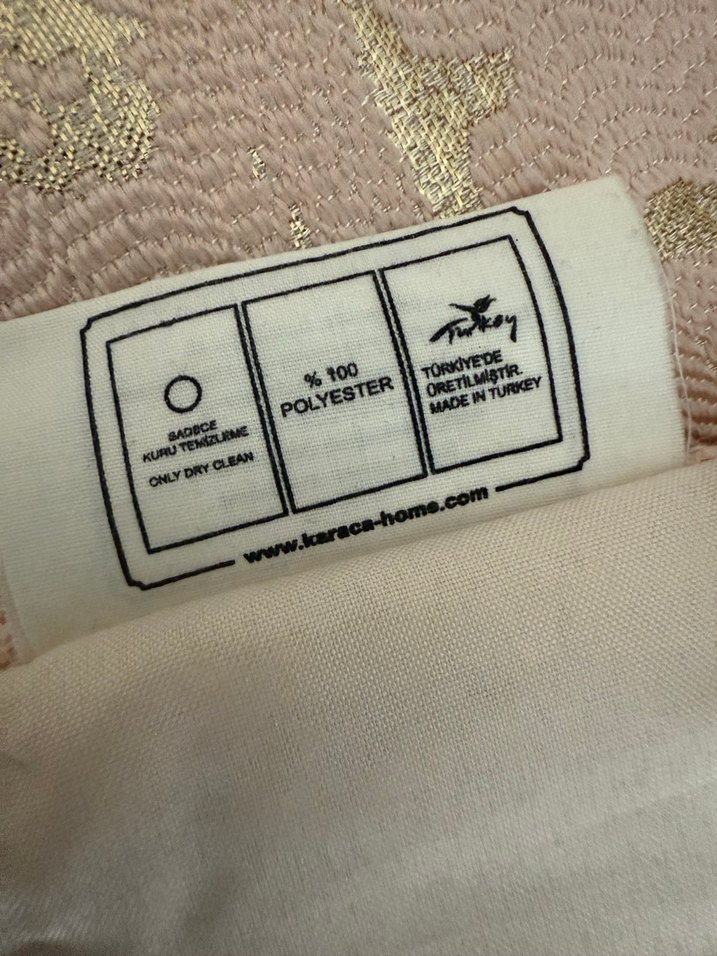 SADECE
KURU TEMİZLEME
ONLY DRY CLEAN
% 100
POLYESTER
Turkey
TÜRKİYE'DE
ÜRETİLMİŞTİR.
MADE IN TURKEY
www.karaca-home.com